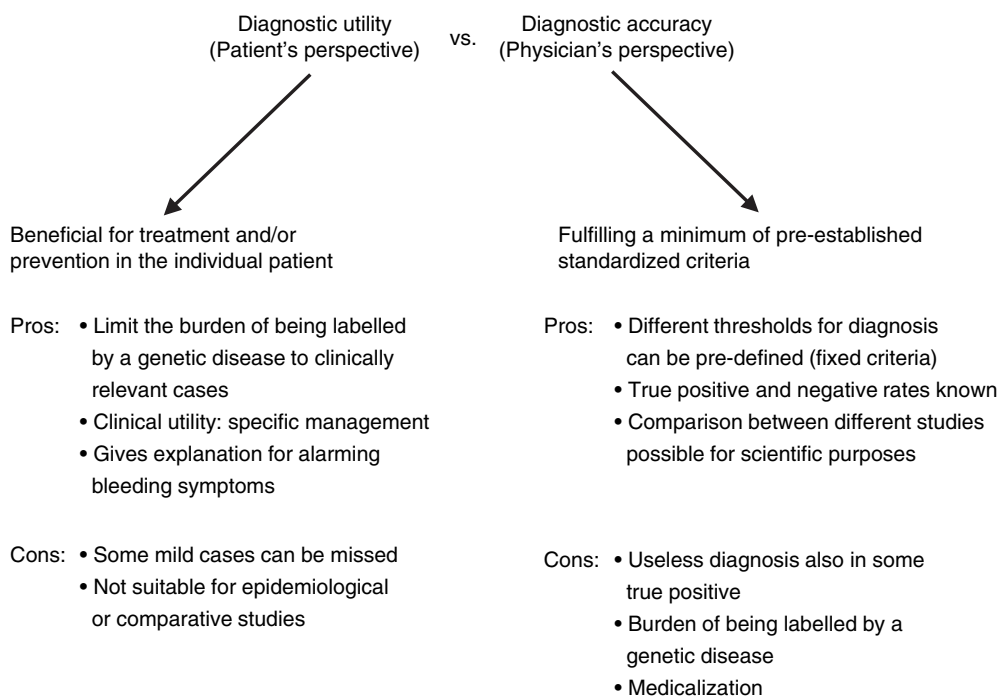 Diagnostic utility
(Patient's perspective)
vs.
Diagnostic accuracy
(Physician's perspective)
Beneficial for treatment and/or
prevention in the individual patient
Pros: • Limit the burden of being labelled
by a genetic disease to clinically
relevant cases
• Clinical utility: specific management
• Gives explanation for alarming
bleeding symptoms
Cons: • Some mild cases can be missed
• Not suitable for epidemiological
or comparative studies
Fulfilling a minimum of pre-established
standardized criteria
Pros: • Different thresholds for diagnosis
can be pre-defined (fixed criteria)
• True positive and negative rates known
• Comparison between different studies
possible for scientific purposes
Cons: • Useless diagnosis also in some
true positive
• Burden of being labelled by a
genetic disease
• Medicalization